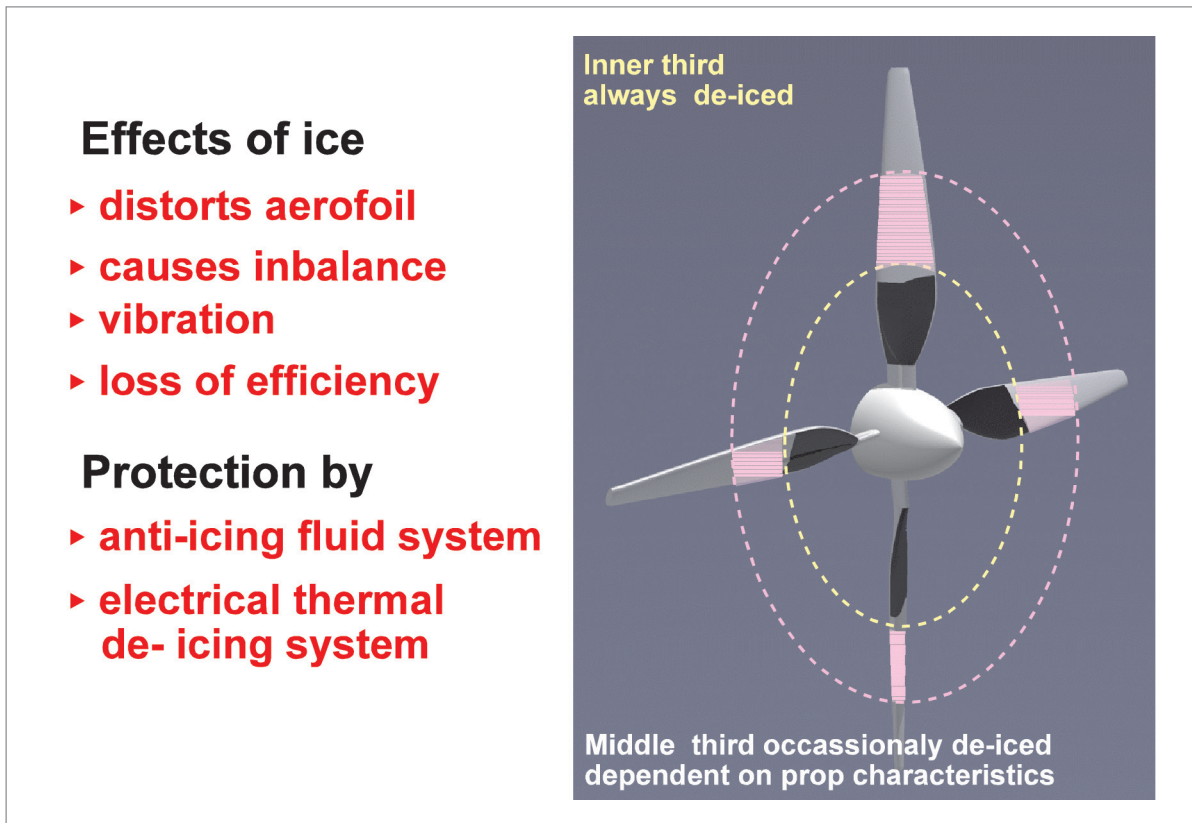 Effects of ice
▸ distorts aerofoil
▸ causes inbalance
▸ vibration
▸ loss of efficiency
Protection by
▸ anti-icing fluid system
▸ electrical thermal
de- icing system
Inner third
always de-iced
Middle third occassionaly de-iced
dependent on prop characteristics